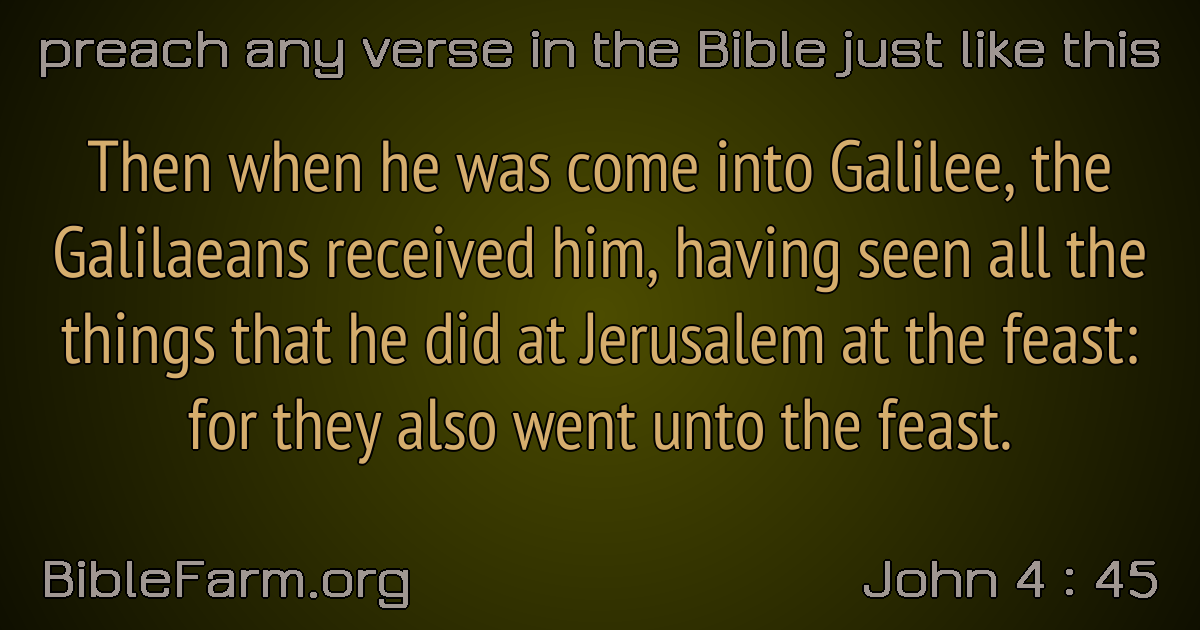 preach any verse in the Bible just like this
Then when he was come into Galilee, the
Galilaeans received him, having seen all the
things that he did at Jerusalem at the feast:
for they also went unto the feast.
BibleFarm.org
John 4 : 45